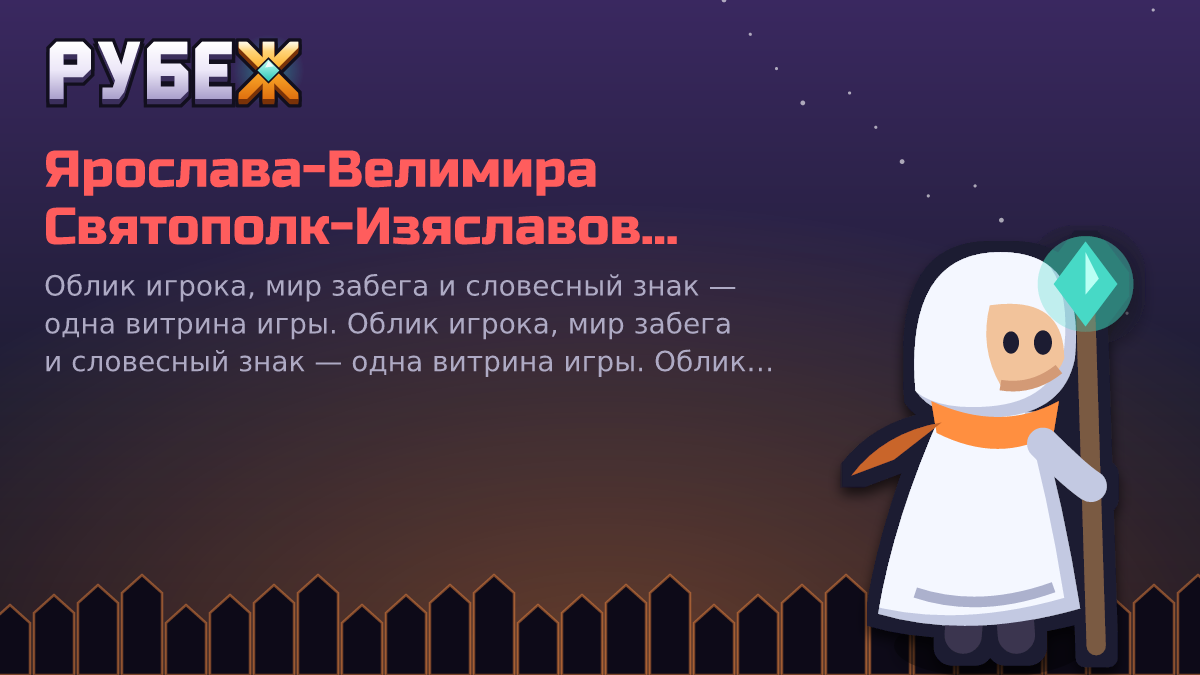 РУБЕЖ
Ярослава-Велимира
Святополк-Изяславов...
Облик игрока, мир забега и словесный знак —
одна витрина игры. Облик игрока, мир забега
и словесный знак — одна витрина игры. Облик...